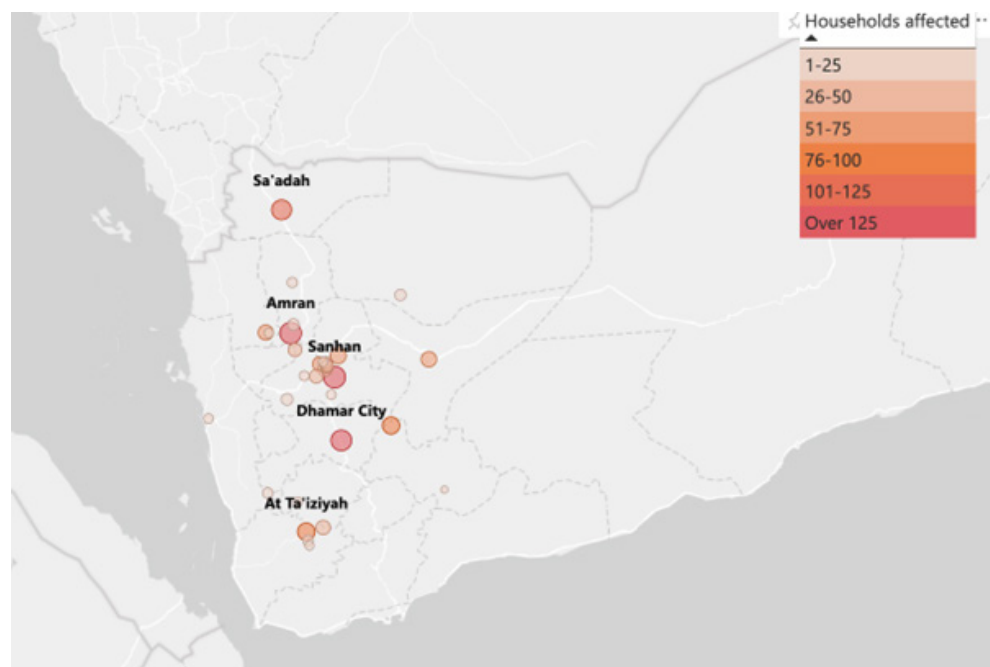 Households affected
1-25
26-50
51-75
76-100
101-125
Over 125
Sa'adah
Amran
Sanhan
Dhamar City
At Ta'iziyah